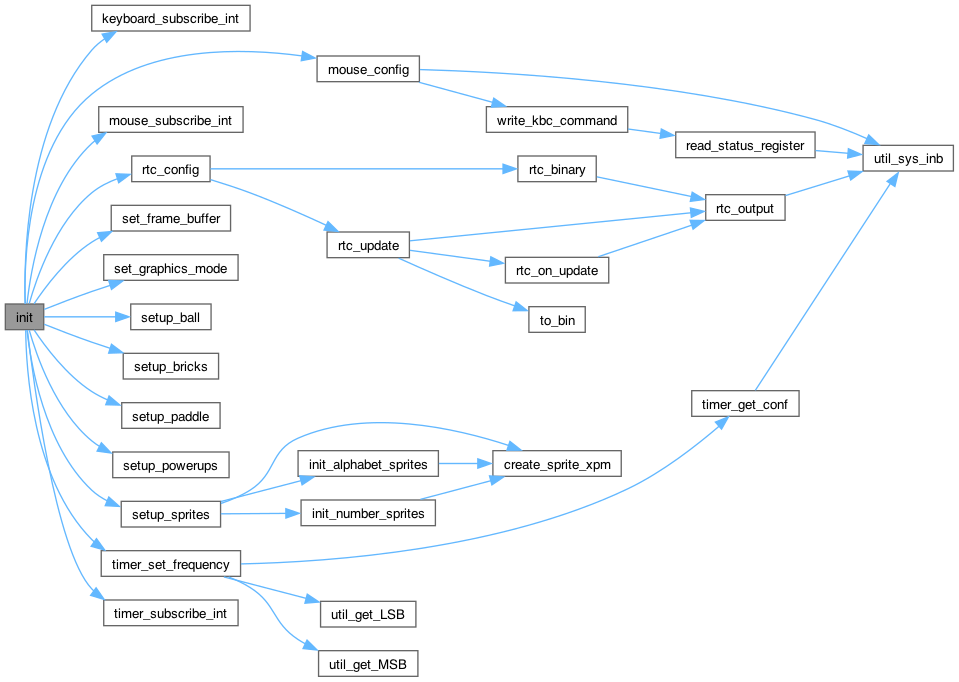 keyboard_subscribe_int
mouse_config
mouse_subscribe_int
write_kbc_command
read_status_register
util_sys_inb
rtc_config
rtc_binary
rtc_output
set_frame_buffer
rtc_update
rtc_on_update
set_graphics_mode
init
setup_ball
to_bin
setup_bricks
setup_paddle
timer_get_conf
setup_powerups
init_alphabet_sprites
create_sprite_xpm
setup_sprites
init_number_sprites
timer_set_frequency
timer_subscribe_int
util_get_LSB
util_get_MSB